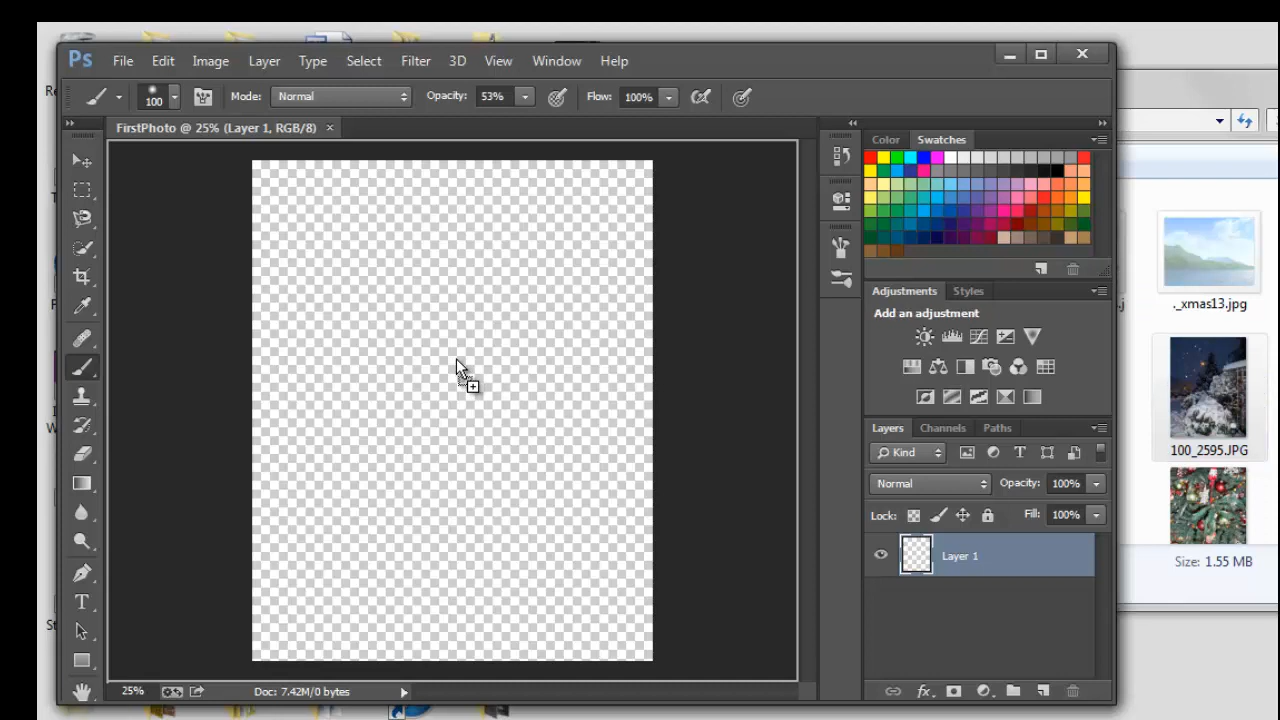 Ps File Edit Image Layer Type Select Filter 3D View Window Help
100 Mode: Normal Opacity: 53% Flow: 100%
FirstPhoto @ 25% (Layer 1, RGB/8) ×
Color Swatches
._xmas13.jpg
Adjustments Styles
Add an adjustment
Layers Channels Paths
Kind T
100_2595.JPG
Normal Opacity: 100%
Lock: Fill: 100%
Layer 1
Size: 1.55 MB
25% Doc: 7.42M/0 bytes
fx.